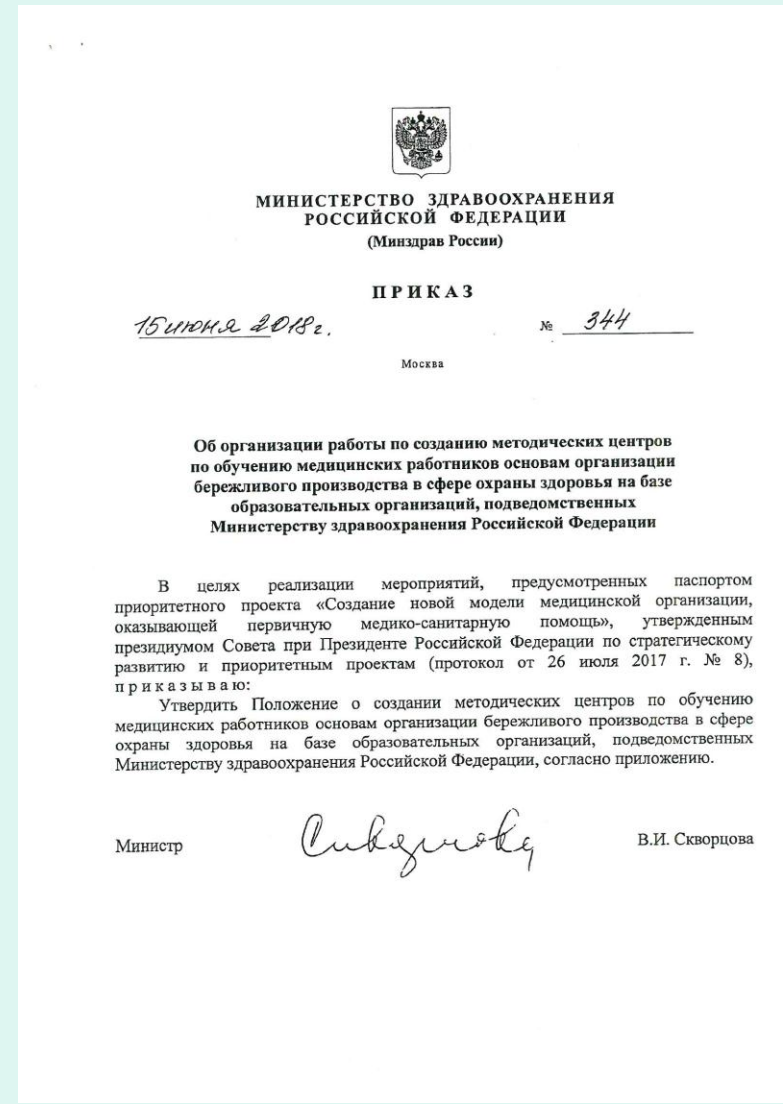 МИНИСТЕРСТВО ЗДРАВООХРАНЕНИЯ
РОССИЙСКОЙ ФЕДЕРАЦИИ
(Минздрав России)
ПРИКАЗ
15 июня 2018 г. № 344
Москва
Об организации работы по созданию методических центров
по обучению медицинских работников основам организации
бережливого производства в сфере охраны здоровья на базе
образовательных организаций, подведомственных
Министерству здравоохранения Российской Федерации
В целях реализации мероприятий, предусмотренных паспортом
приоритетного проекта «Создание новой модели медицинской организации,
оказывающей первичную медико-санитарную помощь», утвержденным
президиумом Совета при Президенте Российской Федерации по стратегическому
развитию и приоритетным проектам (протокол от 26 июля 2017 г. № 8),
приказываю:
Утвердить Положение о создании методических центров по обучению
медицинских работников основам организации бережливого производства в сфере
охраны здоровья на базе образовательных организаций, подведомственных
Министерству здравоохранения Российской Федерации, согласно приложению.
Министр В.И. Скворцова